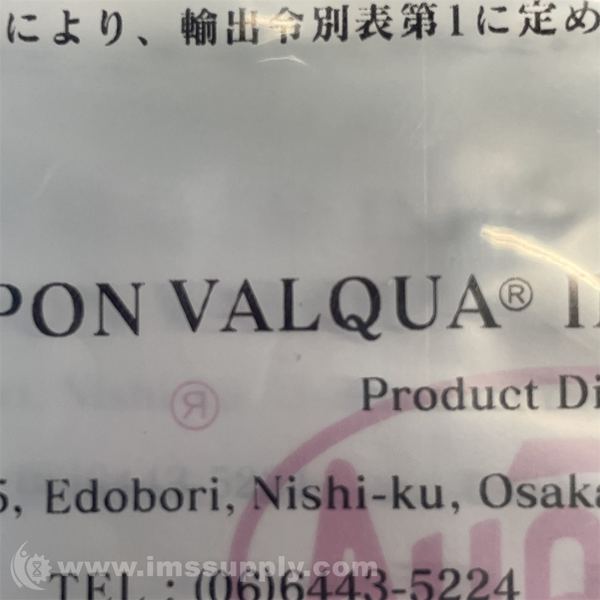 により、輸出令別表第1に定め
PON VALQUA® I
®
Product Di
5, Edobori, Nishi-ku, Osaka
www.imssupply.com
TEL : (06)6443-5224